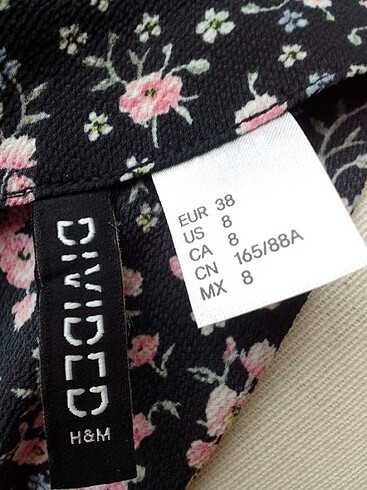 DIVIDED
H&M
EUR 38
US 8
CA 8
CN 165/88A
MX 8